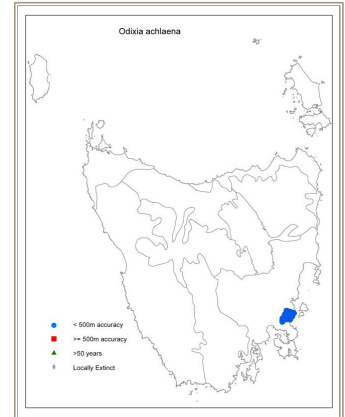 Odixia achlaena
< 500m accuracy
>= 500m accuracy
>50 years
Locally Extinct